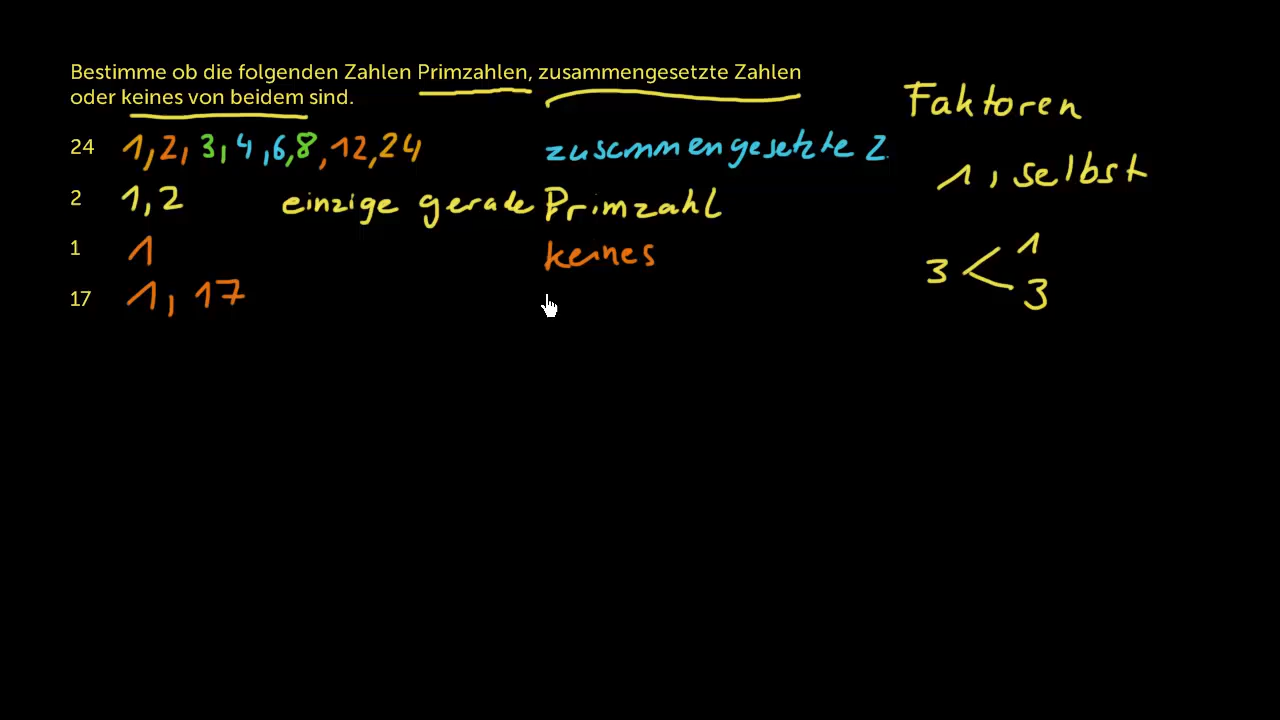 Bestimme ob die folgenden Zahlen Primzahlen, zusammengesetzte Zahlen
oder keines von beidem sind.
Faktoren
24 1, 2, 3, 4, 6, 8, 12, 24 zusammengesetzte Z.
1, selbst
2 1, 2 einzige gerade Primzahl
1 1 keines
3 < 1
3
17 1, 17